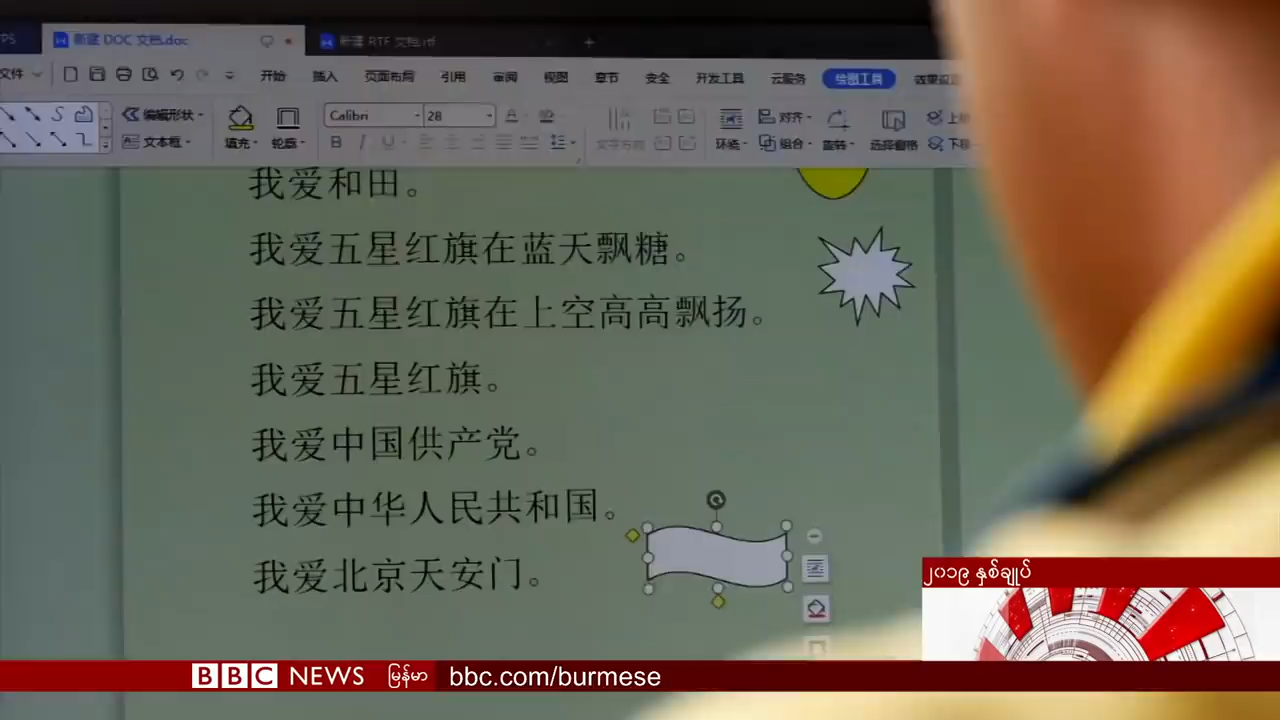 新建 DOC 文档.doc
新建 RTF 文档.rtf
文件 开始 插入 页面布局 引用 审阅 视图 章节 安全 开发工具 云服务 绘图工具
编辑形状 填充 轮廓 Calibri 28 对齐
文本框 文字方向 环绕 组合 旋转 选择窗格
我爱和田。
我爱五星红旗在蓝天飘糖。
我爱五星红旗在上空高高飘扬。
我爱五星红旗。
我爱中国供产党。
我爱中华人民共和国。
我爱北京天安门。
၂၀၁၉ နှစ်ချုပ်
BBC NEWS မြန်မာ bbc.com/burmese